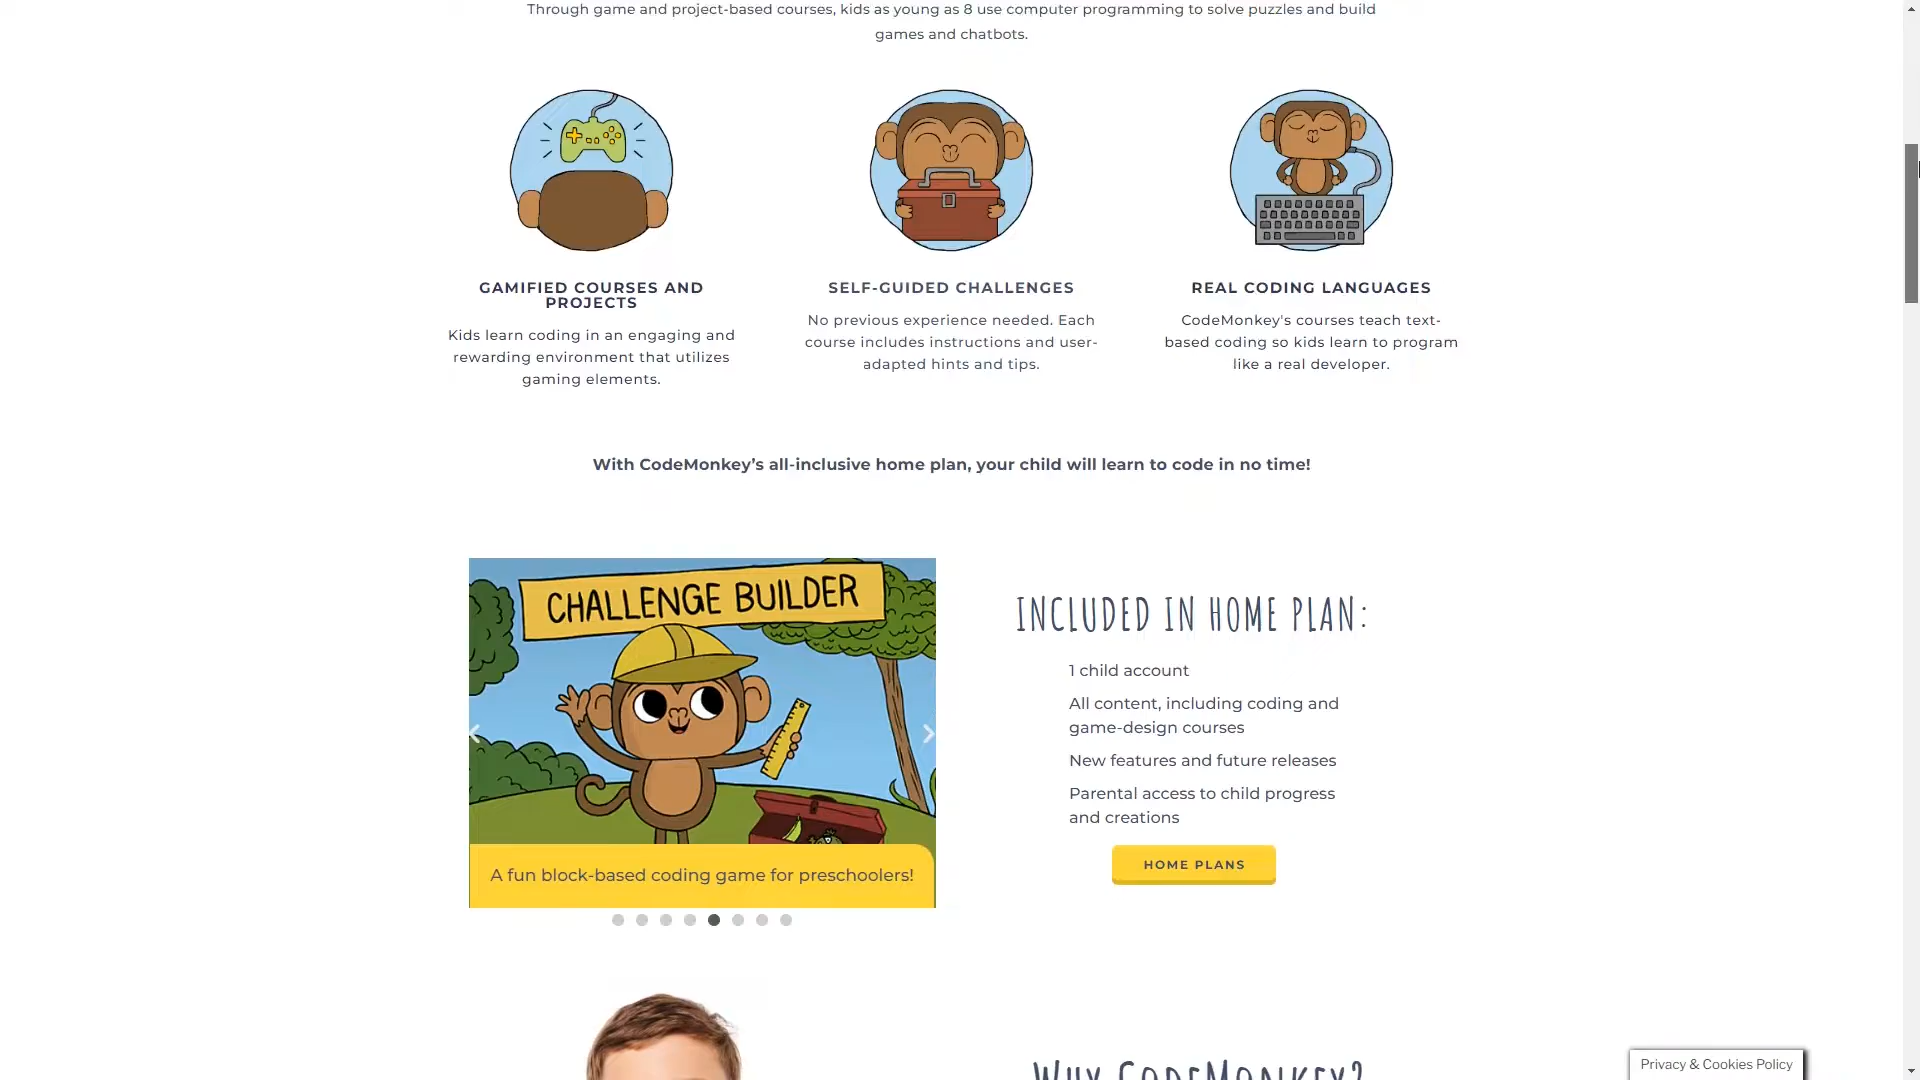 Through game and project-based courses, kids as young as 8 use computer programming to solve puzzles and build
games and chatbots.
GAMIFIED COURSES AND
PROJECTS
Kids learn coding in an engaging and
rewarding environment that utilizes
gaming elements.
SELF-GUIDED CHALLENGES
No previous experience needed. Each
course includes instructions and user-
adapted hints and tips.
REAL CODING LANGUAGES
CodeMonkey's courses teach text-
based coding so kids learn to program
like a real developer.
With CodeMonkey’s all-inclusive home plan, your child will learn to code in no time!
CHALLENGE BUILDER
A fun block-based coding game for preschoolers!
INCLUDED IN HOME PLAN:
1 child account
All content, including coding and
game-design courses
New features and future releases
Parental access to child progress
and creations
HOME PLANS
WHY CODEMONKEY?
Privacy & Cookies Policy